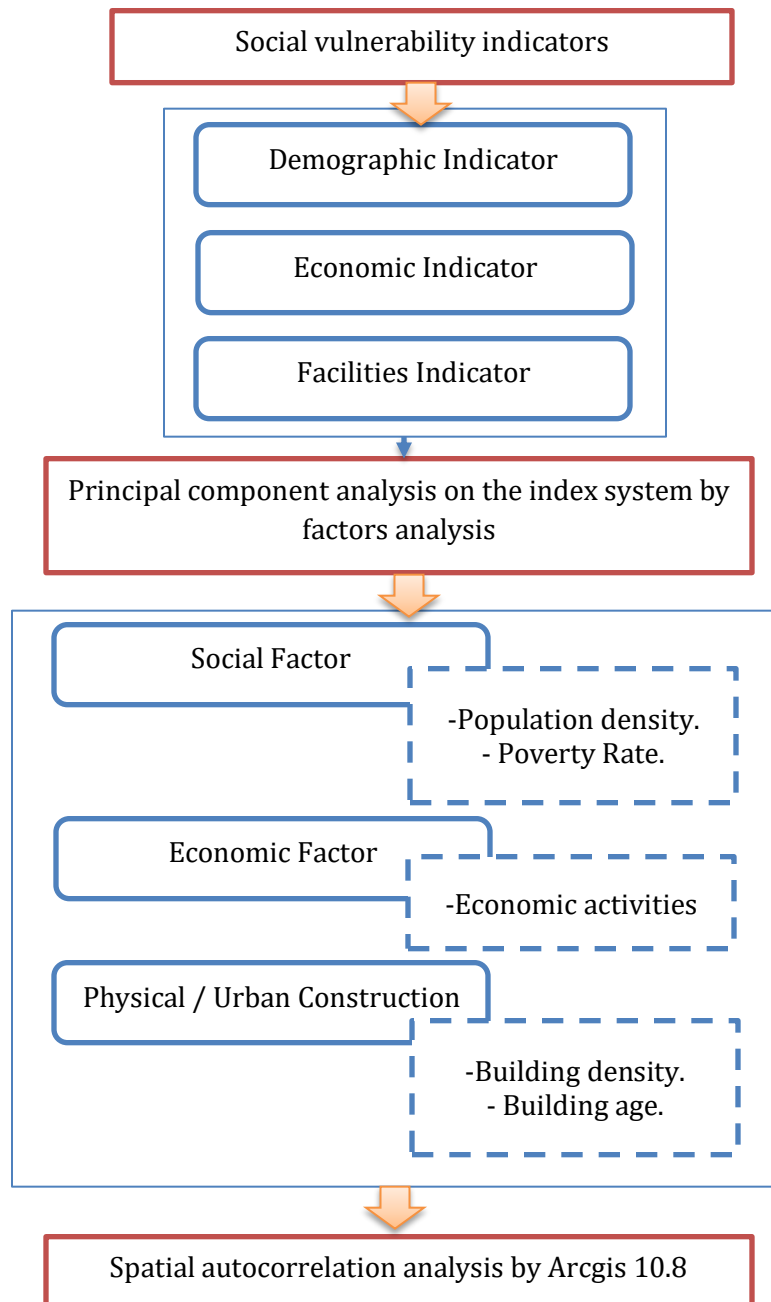 Social vulnerability indicators
Demographic Indicator
Economic Indicator
Facilities Indicator
Principal component analysis on the index system by
factors analysis
Social Factor
-Population density.
- Poverty Rate.
Economic Factor
-Economic activities
Physical / Urban Construction
-Building density.
- Building age.
Spatial autocorrelation analysis by Arcgis 10.8